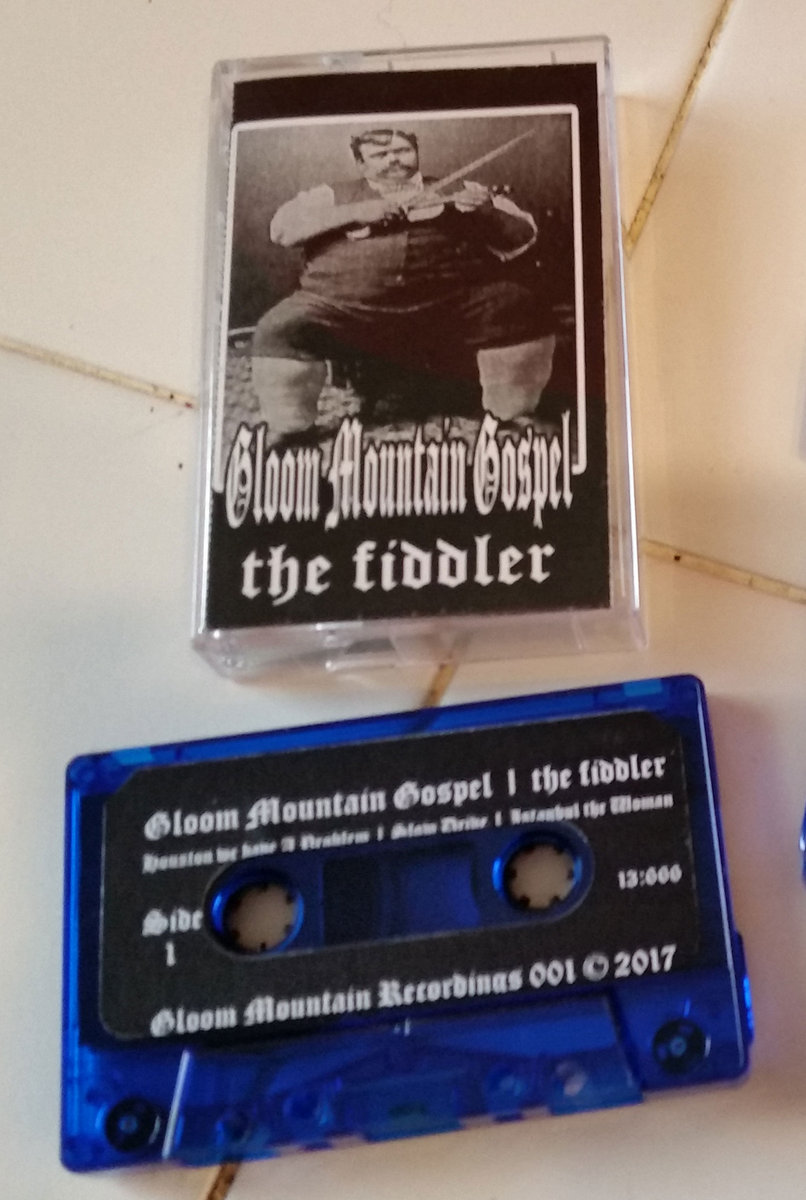 Gloom Mountain Gospel
the fiddler
Gloom Mountain Gospel | the fiddler
Houston we have A Problem | Slow Drive | Istanbul the Woman
Side
1
13:666
Gloom Mountain Recordings 001 © 2017